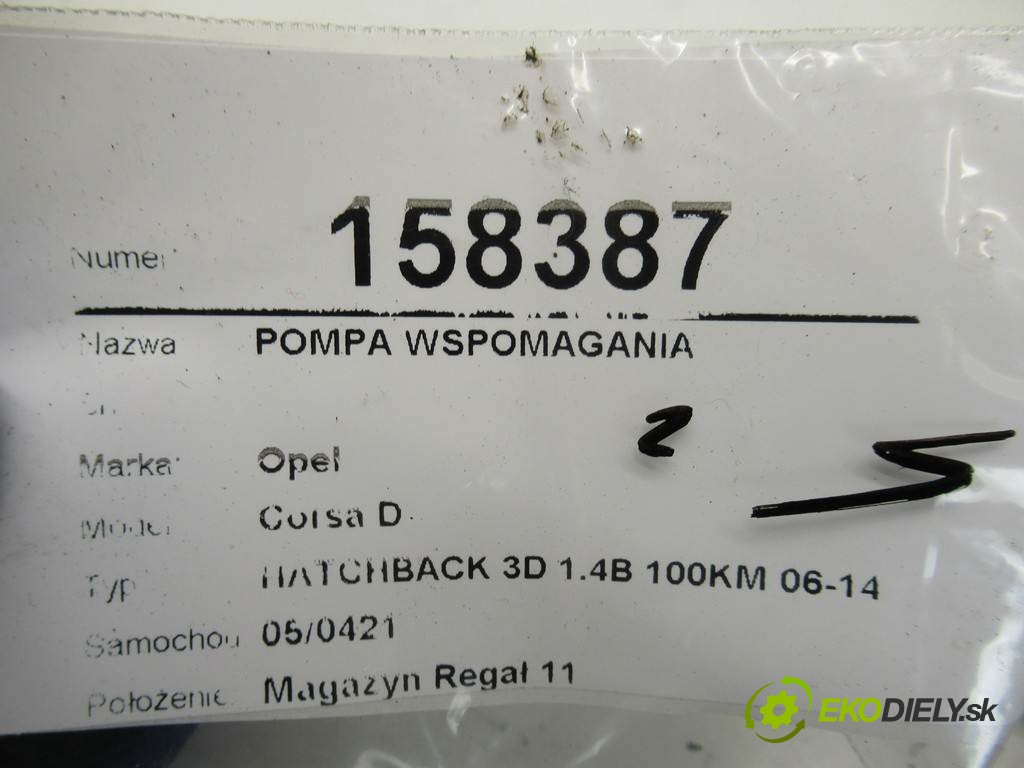 Numer 158387
Nazwa POMPA WSPOMAGANIA
Marka: Opel
2
Model Corsa D
Typ HATCHBACK 3D 1.4B 100KM 06-14
Samochod 05/0421
Położenie Magazyn Regał 11
EKODIELY.sk